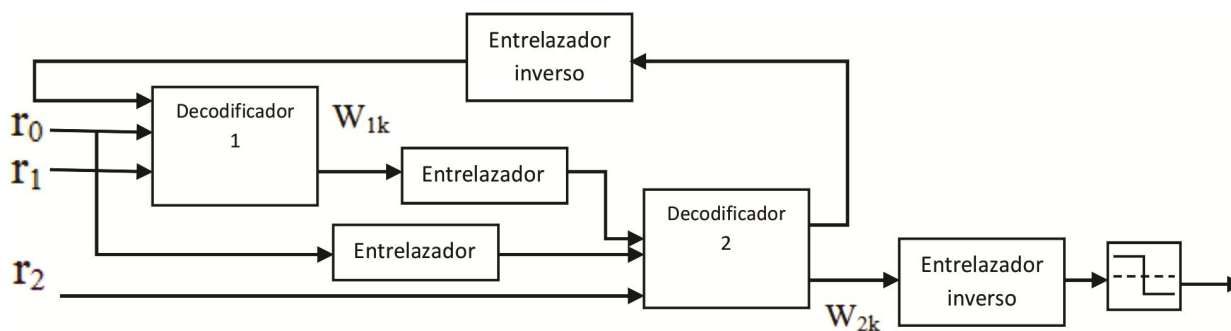 Entrelazador
inverso
Decodificador
1
W1k
r0
r1
Entrelazador
Decodificador
2
Entrelazador
r2
Entrelazador
inverso
W2k